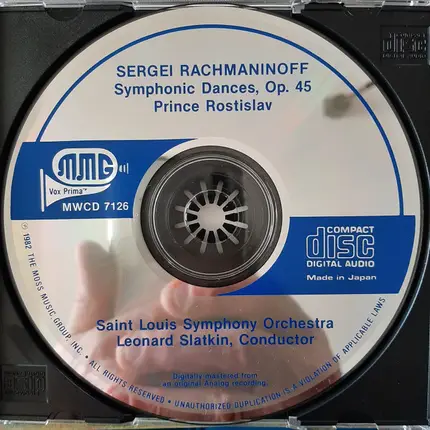 SERGEI RACHMANINOFF
Symphonic Dances, Op. 45
Prince Rostislav
MMG
Vox Prima™
MWCD 7126
COMPACT
disc
DIGITAL AUDIO
Made in Japan
Saint Louis Symphony Orchestra
Leonard Slatkin, Conductor
Digitally mastered from
an original Analog recording.
℗ 1982 THE MOSS MUSIC GROUP, INC. • ALL RIGHTS RESERVED • UNAUTHORIZED DUPLICATION IS A VIOLATION OF APPLICABLE LAWS
disc